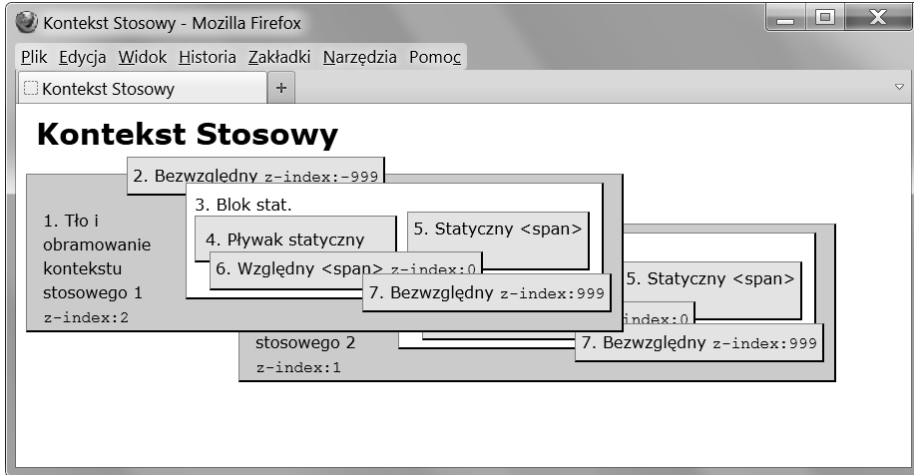 Kontekst Stosowy - Mozilla Firefox
Plik Edycja Widok Historia Zakładki Narzędzia Pomoc
Kontekst Stosowy +
Kontekst Stosowy
2. Bezwzględny z-index:-999
3. Blok stat.
1. Tło i
obramowanie
kontekstu
stosowego 1
z-index:2
4. Pływak statyczny
5. Statyczny <span>
6. Względny <span> z-index:0
7. Bezwzględny z-index:999
5. Statyczny <span>
index:0
7. Bezwzględny z-index:999
stosowego 2
z-index:1